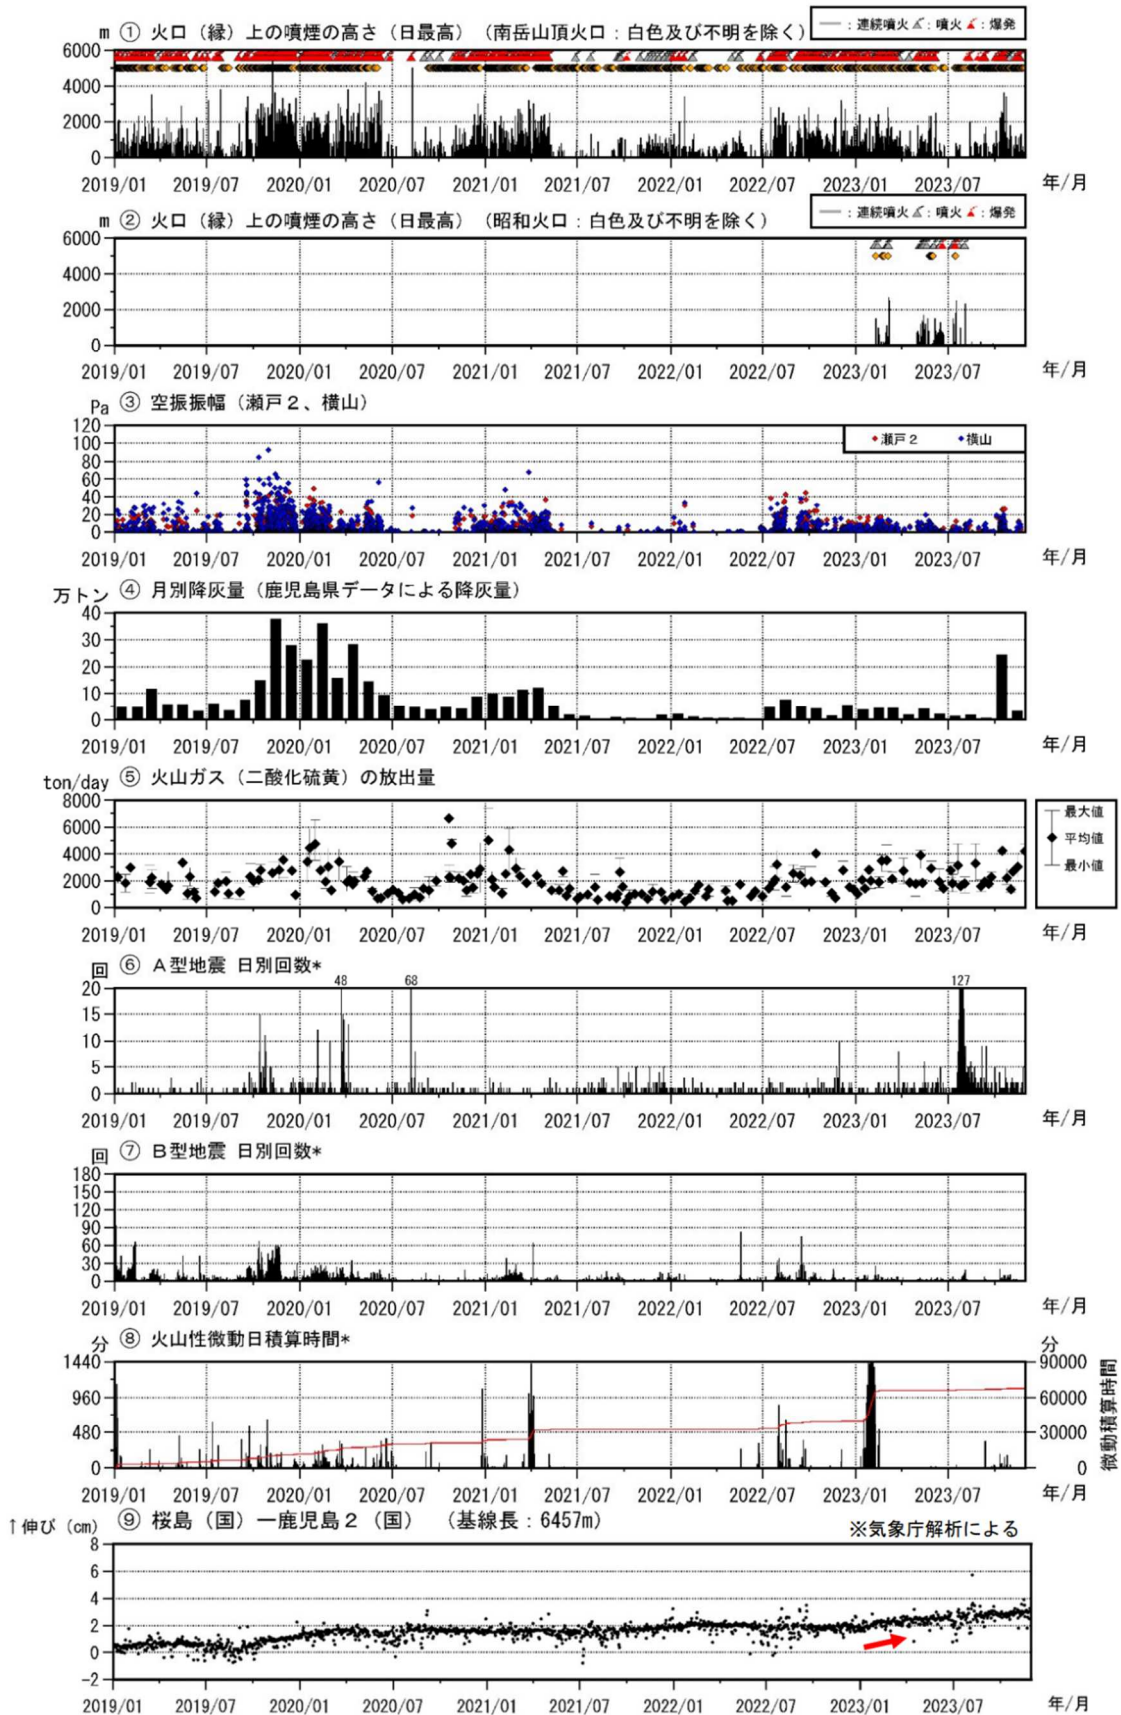 m ① 火口（縁）上の噴煙の高さ（日最高）（南岳山頂火口：白色及び不明を除く）
：連続噴火 ：噴火 ：爆発
6000
4000
2000
0
2019/01 2019/07 2020/01 2020/07 2021/01 2021/07 2022/01 2022/07 2023/01 2023/07 年/月
m ② 火口（縁）上の噴煙の高さ（日最高）（昭和火口：白色及び不明を除く）
：連続噴火 ：噴火 ：爆発
6000
4000
2000
0
2019/01 2019/07 2020/01 2020/07 2021/01 2021/07 2022/01 2022/07 2023/01 2023/07 年/月
Pa ③ 空振振幅（瀬戸２、横山）
瀬戸２ 横山
120
100
80
60
40
20
0
2019/01 2019/07 2020/01 2020/07 2021/01 2021/07 2022/01 2022/07 2023/01 2023/07 年/月
万トン ④ 月別降灰量（鹿児島県データによる降灰量）
40
30
20
10
0
2019/01 2019/07 2020/01 2020/07 2021/01 2021/07 2022/01 2022/07 2023/01 2023/07 年/月
ton/day ⑤ 火山ガス（二酸化硫黄）の放出量
8000
6000
4000
2000
0
最大値
平均値
最小値
2019/01 2019/07 2020/01 2020/07 2021/01 2021/07 2022/01 2022/07 2023/01 2023/07 年/月
回 ⑥ Ａ型地震 日別回数*
48 68 127
20
15
10
5
0
2019/01 2019/07 2020/01 2020/07 2021/01 2021/07 2022/01 2022/07 2023/01 2023/07 年/月
回 ⑦ Ｂ型地震 日別回数*
180
150
120
90
60
30
0
2019/01 2019/07 2020/01 2020/07 2021/01 2021/07 2022/01 2022/07 2023/01 2023/07 年/月
分 ⑧ 火山性微動日積算時間* 分
1440 90000
960 60000
480 30000
0 0
微動積算時間
2019/01 2019/07 2020/01 2020/07 2021/01 2021/07 2022/01 2022/07 2023/01 2023/07 年/月
↑伸び（cm） ⑨ 桜島（国）ー鹿児島２（国） （基線長：6457m） ※気象庁解析による
8
6
4
2
0
-2
2019/01 2019/07 2020/01 2020/07 2021/01 2021/07 2022/01 2022/07 2023/01 2023/07 年/月